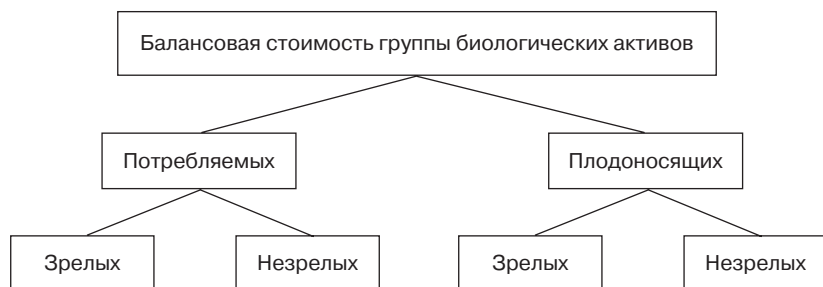 Балансовая стоимость группы биологических активов
Потребляемых
Плодоносящих
Зрелых
Незрелых
Зрелых
Незрелых